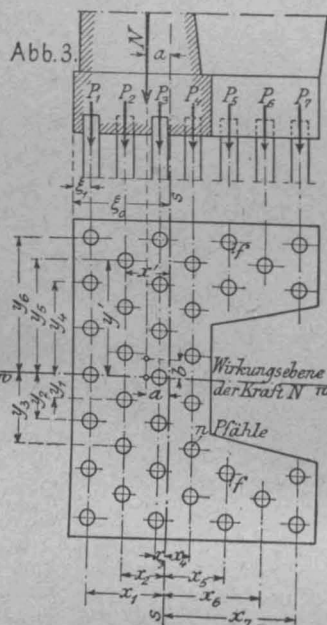 Abb. 3.
N
a
P₁ P₂ P₃ P₄ P₅ P₆ P₇
ξ₁
ξ₀
s
f
x'
y₆ y₅ y₄ y'
b
Wirkungsebene
der Kraft N
w
n
a
y₃ y₂ y₁
n Pfähle
f
x₃ x₄
x₂ x₅
x₁ x₆
s x₇